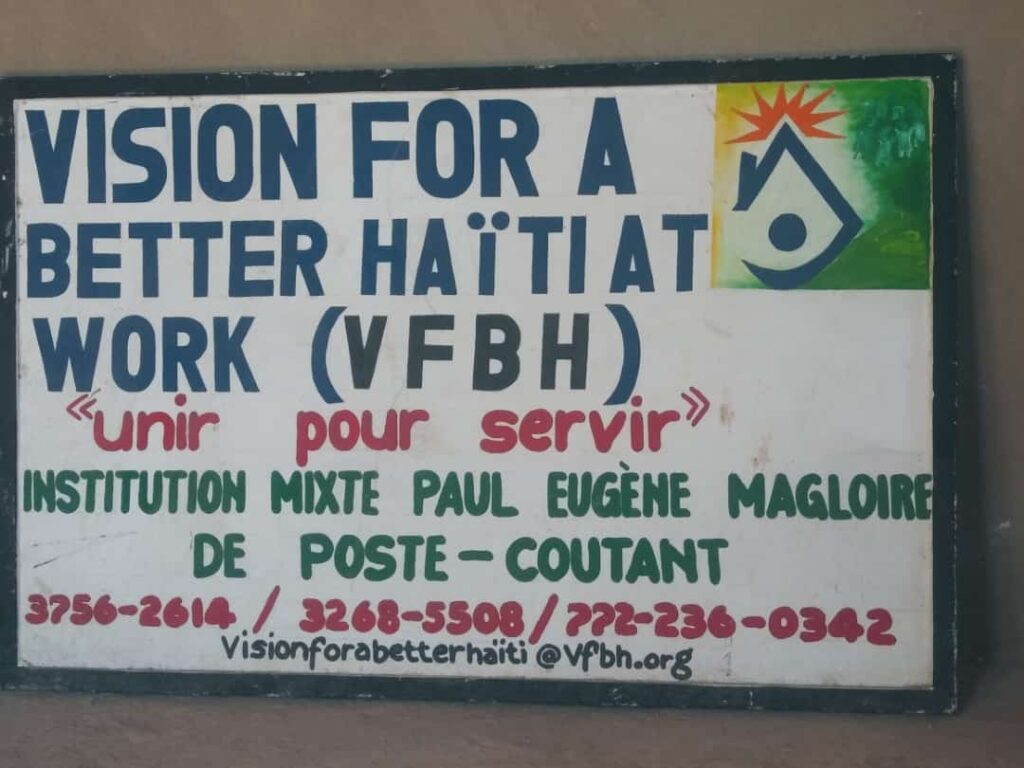 VISION FOR A
BETTER HAÏTI AT
WORK (VFBH)
«unir pour servir»
INSTITUTION MIXTE PAUL EUGÈNE MAGLOIRE
DE POSTE-COUTANT
3756-2614 / 3268-5508 / 772-236-0342
Visionforabetterhaïti@vfbh.org